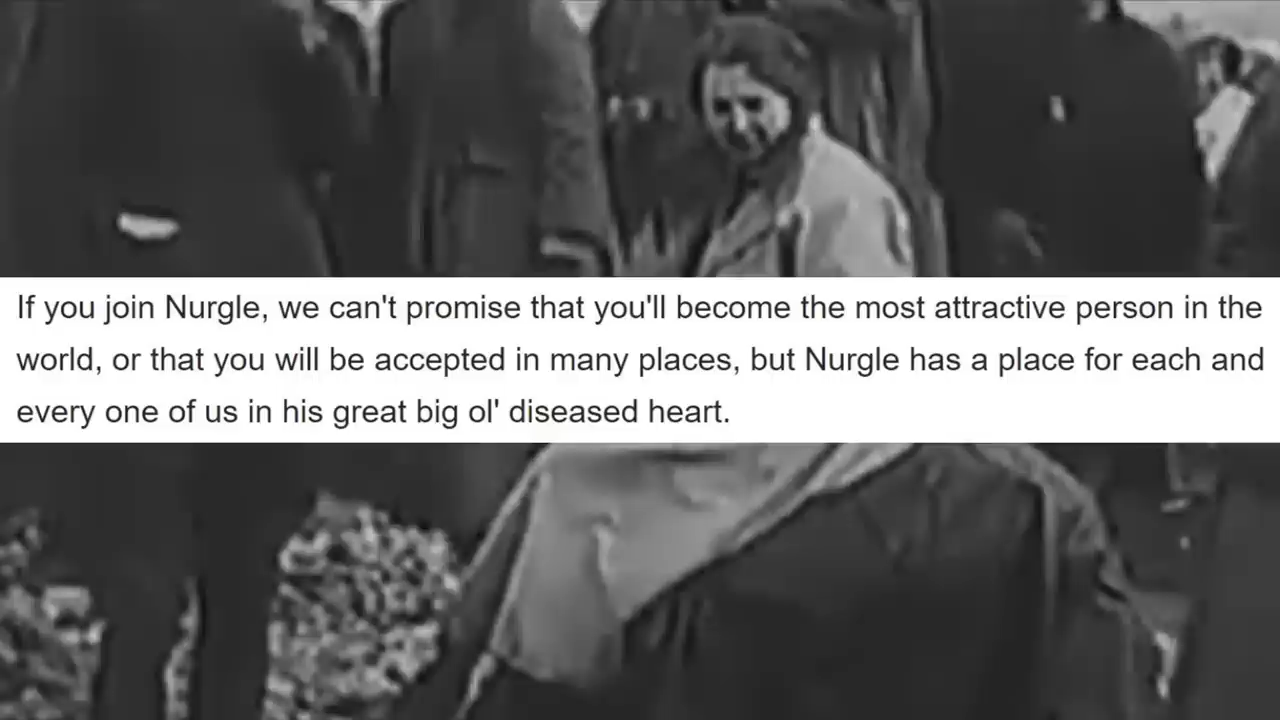 If you join Nurgle, we can't promise that you'll become the most attractive person in the
world, or that you will be accepted in many places, but Nurgle has a place for each and
every one of us in his great big ol' diseased heart.